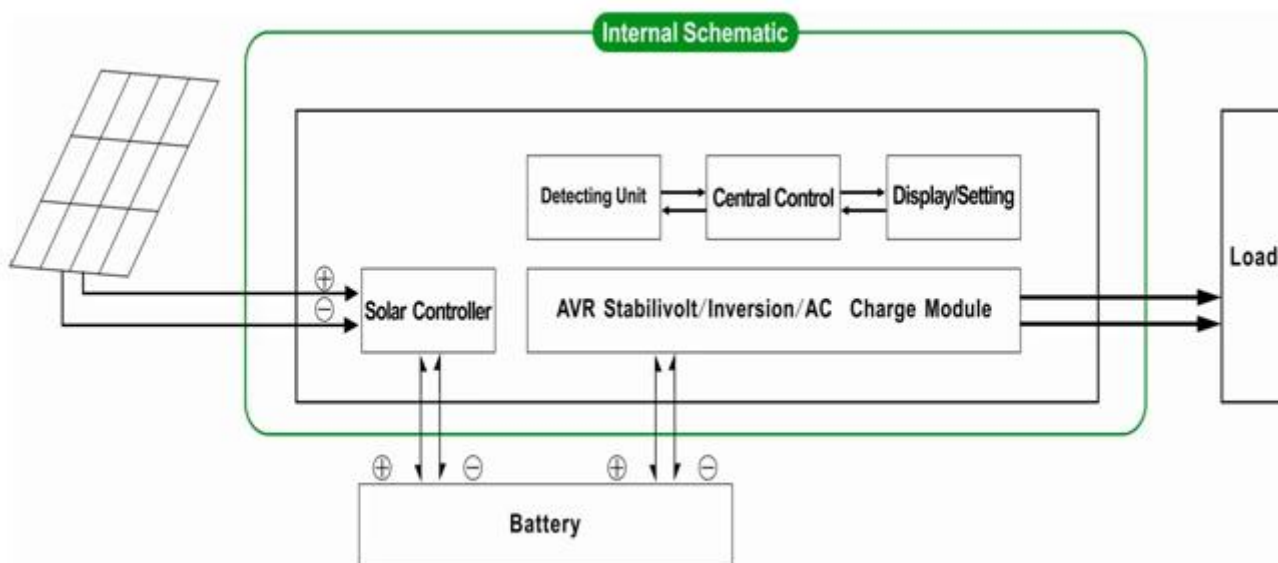 Internal Schematic
Detecting Unit
Central Control
Display/Setting
Load
⊕
⊖
Solar Controller
AVR Stabilivolt/Inversion/AC Charge Module
⊕ ⊖ ⊕ ⊖
Battery